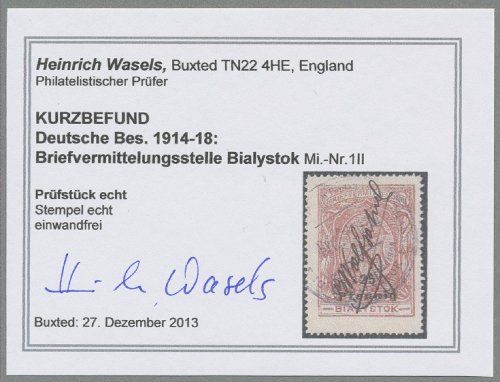 Heinrich Wasels, Buxted TN22 4HE, England
Philatelistischer Prüfer
KURZBEFUND
Deutsche Bes. 1914-18:
Briefvermittelungsstelle Bialystok Mi.-Nr.1II
Prüfstück echt
Stempel echt
einwandfrei
Wasels
Buxted: 27. Dezember 2013
BIALYSTOK